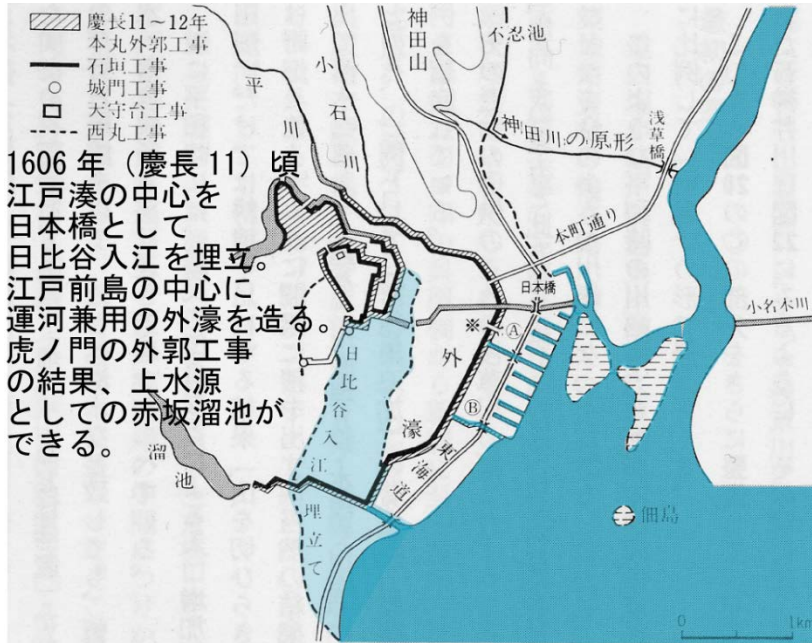 慶長11~12年
本丸外郭工事
石垣工事
城門工事
天守台工事
西丸工事
1606年（慶長11）頃
江戸湊の中心を
日本橋として
日比谷入江を埋立。
江戸前島の中心に
運河兼用の外濠を造る。
虎ノ門の外郭工事
の結果、上水源
としての赤坂溜池が
できる。
平川
小石川
神田山
不忍池
神田川の原形
浅草橋
本町通り
日本橋
小名木川
※
Ⓐ
Ⓑ
外濠
東海道
日比谷入江埋立て
溜池
佃島
0 1km